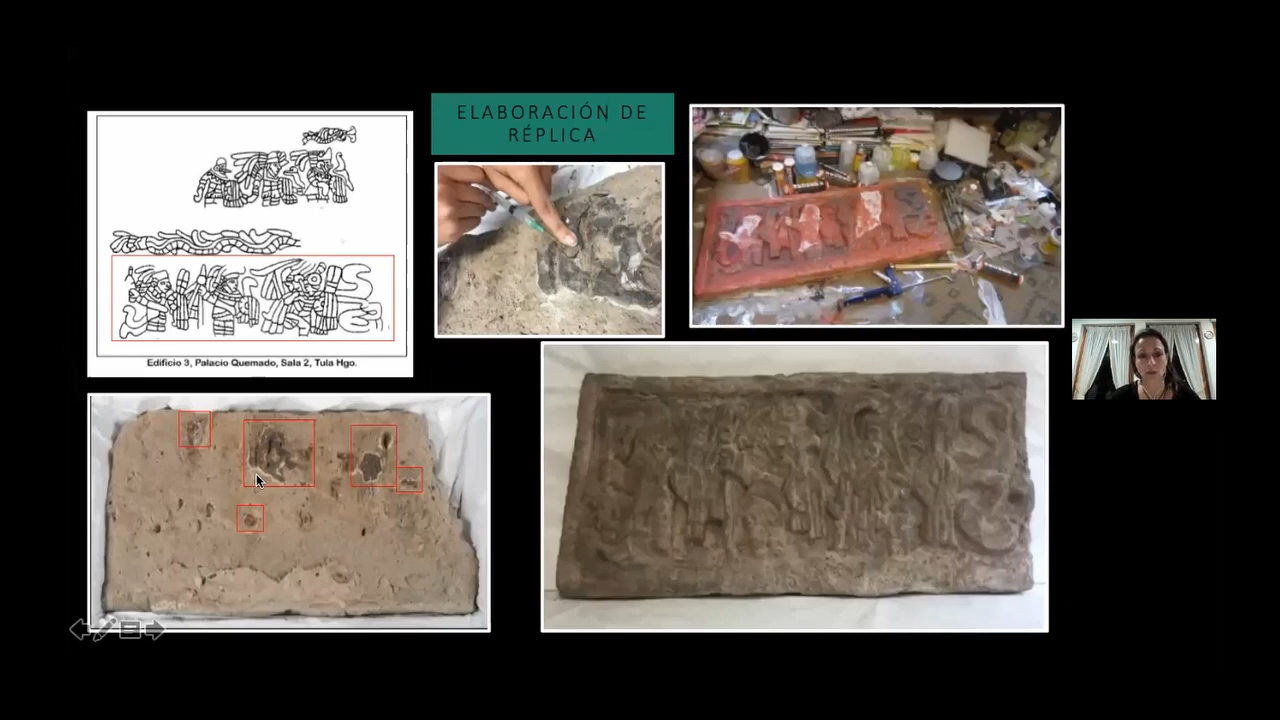 ELABORACIÓN DE
RÉPLICA
Edificio 3, Palacio Quemado, Sala 2, Tula Hgo.